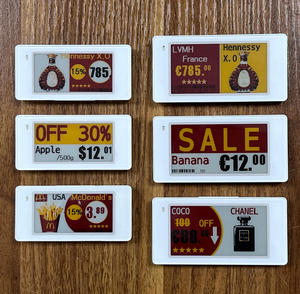 Hennessy X.O
15%
785.
★★★★★
LVMH
France
Hennessy
X.O
€785.⁰⁰
★★★★★
OFF 30%
Apple
/500g
$12.⁰¹
SALE
Banana
€12.⁰⁰
USA
McDonald's
15%
3.⁸⁹
★★★★★
COCO
CHANEL
100 OFF
★★★★★